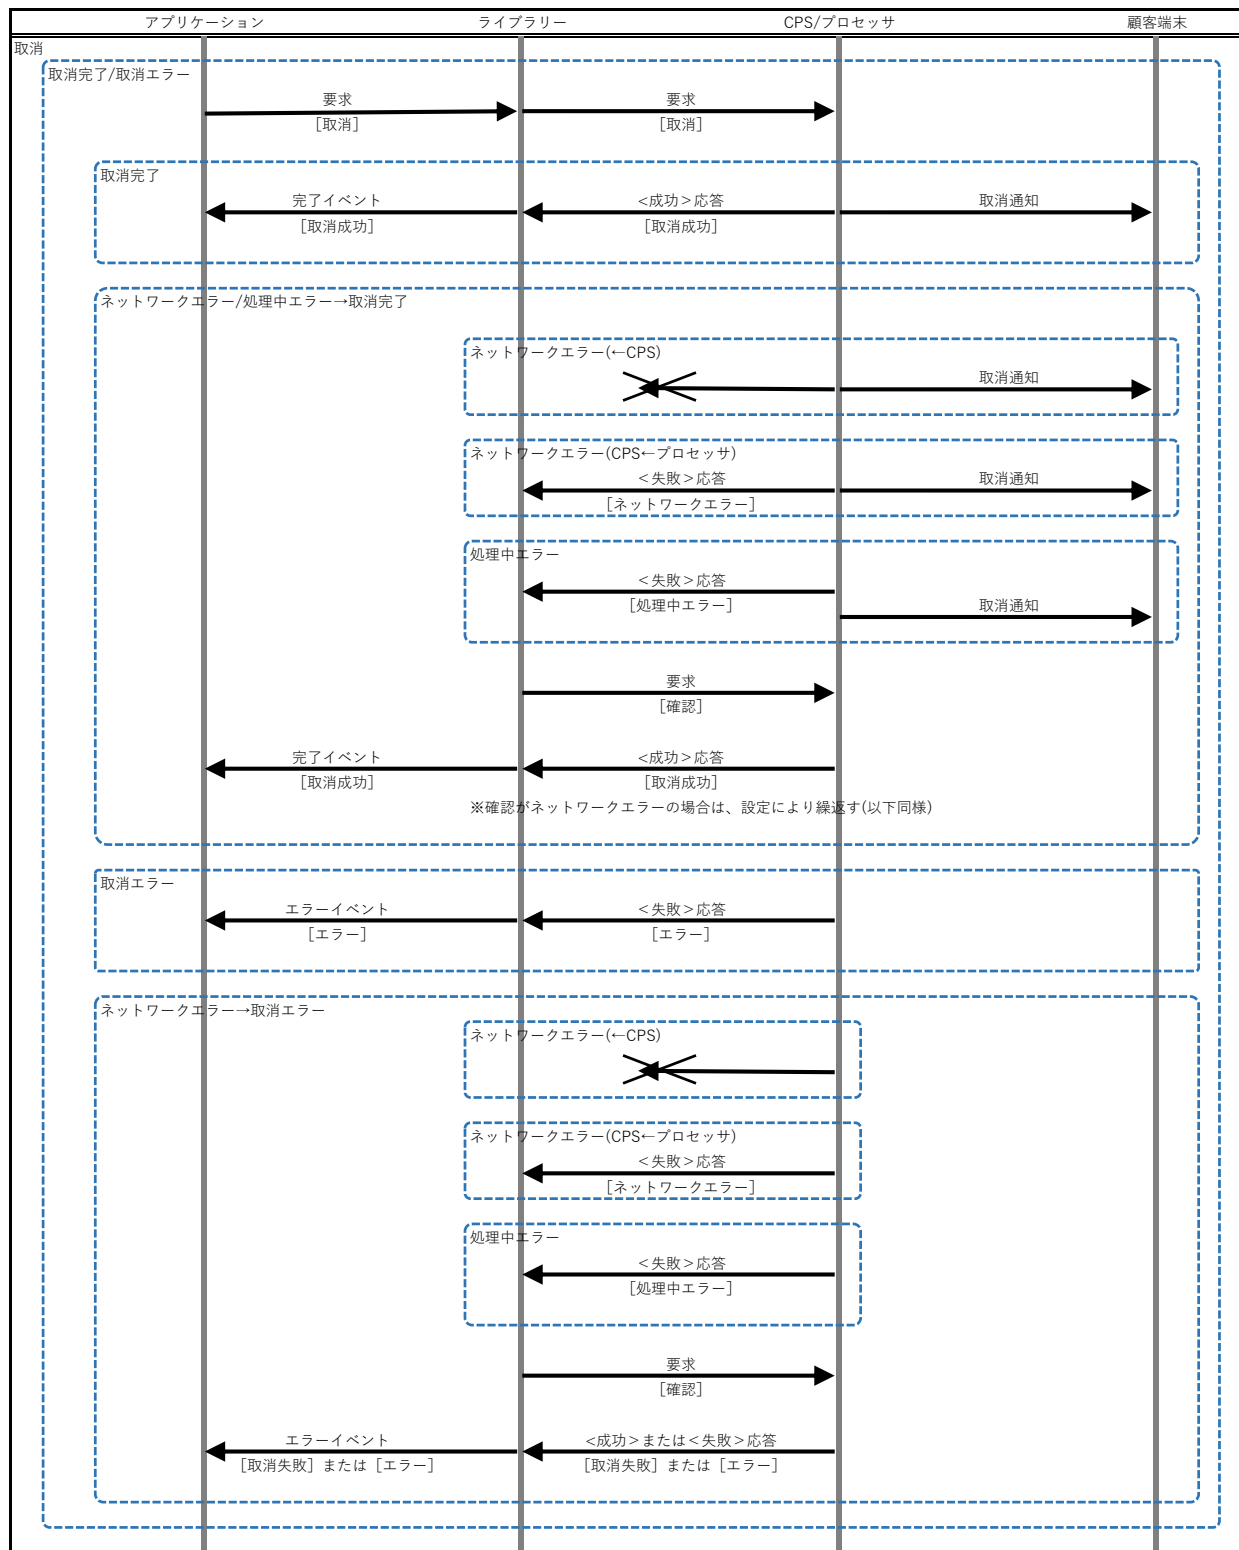 アプリケーション ライブラリー CPS/プロセッサ 顧客端末
取消
取消完了/取消エラー
要求 要求
［取消］ ［取消］
取消完了
完了イベント <成功>応答 取消通知
［取消成功］ ［取消成功］
ネットワークエラー/処理中エラー→取消完了
ネットワークエラー(←CPS)
取消通知
ネットワークエラー(CPS←プロセッサ)
<失敗>応答 取消通知
［ネットワークエラー］
処理中エラー
<失敗>応答
［処理中エラー］ 取消通知
要求
［確認］
完了イベント <成功>応答
［取消成功］ ［取消成功］
※確認がネットワークエラーの場合は、設定により繰返す(以下同様)
取消エラー
エラーイベント <失敗>応答
［エラー］ ［エラー］
ネットワークエラー→取消エラー
ネットワークエラー(←CPS)
ネットワークエラー(CPS←プロセッサ)
<失敗>応答
［ネットワークエラー］
処理中エラー
<失敗>応答
［処理中エラー］
要求
［確認］
エラーイベント <成功>または<失敗>応答
［取消失敗］または［エラー］ ［取消失敗］または［エラー］